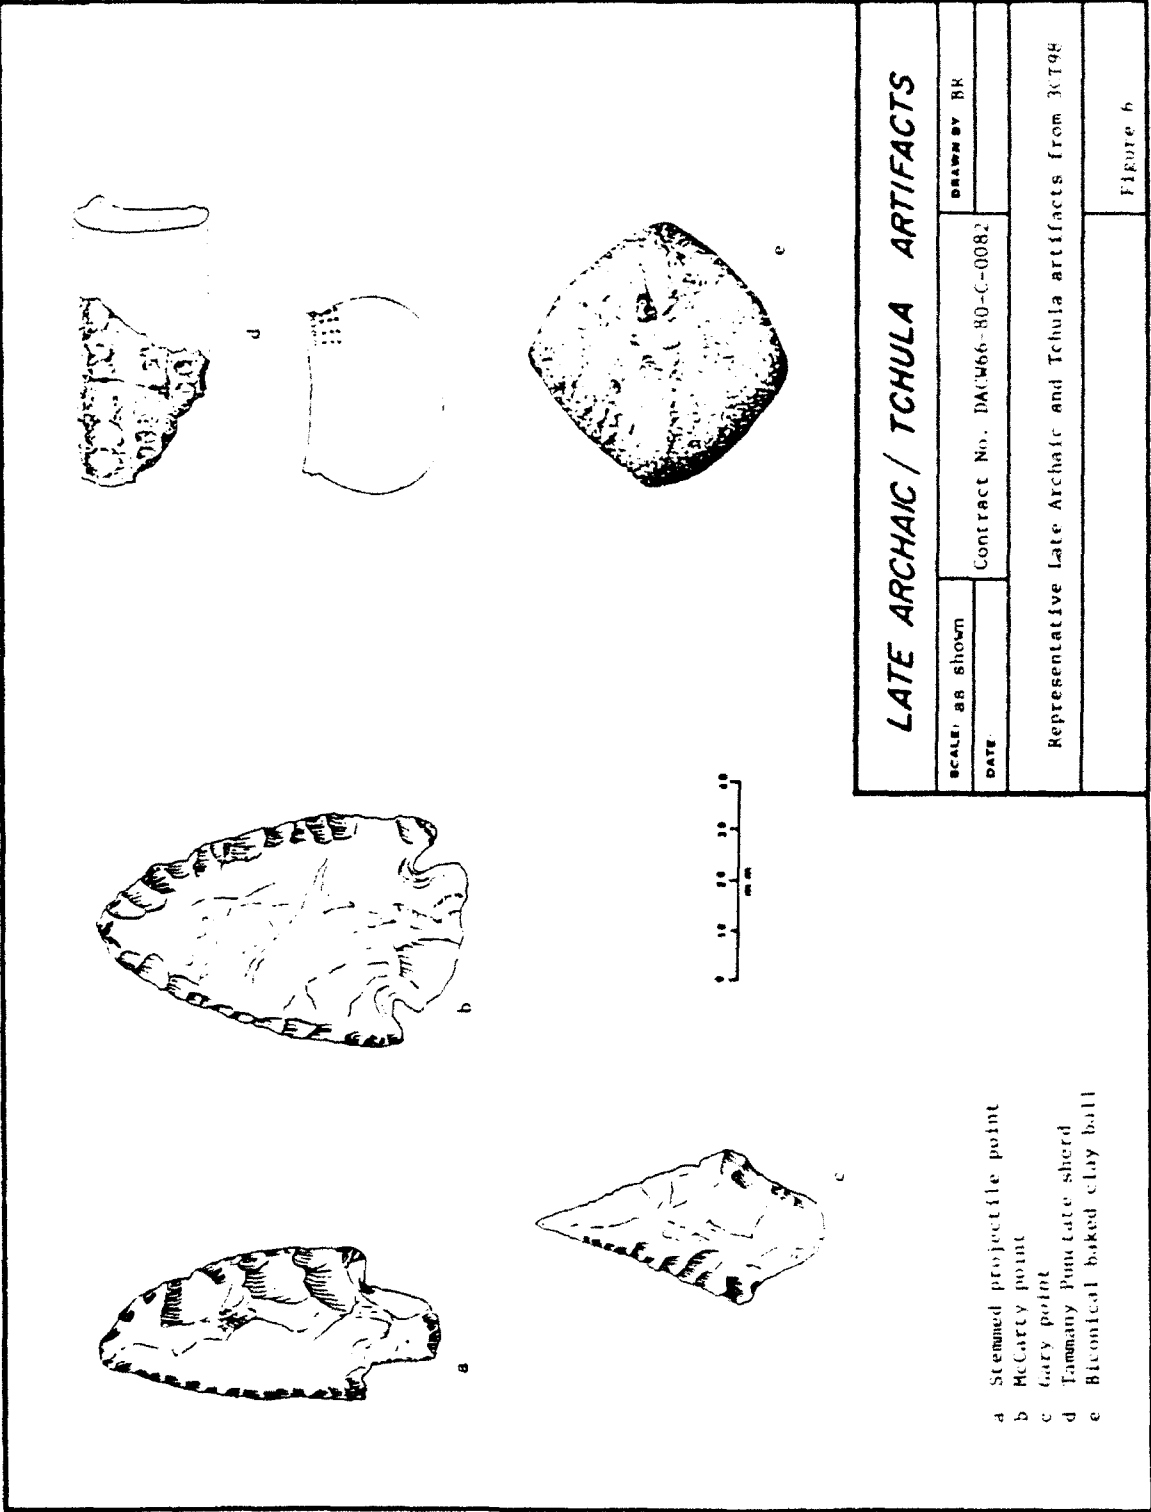 d
b
a
e
c
0 10 20 30 40
mm
a Stemmed projectile point
b McCarty point
c Gary point
d Tammany Punctate sherd
e Biconical baked clay ball
LATE ARCHAIC / TCHULA ARTIFACTS
SCALE: as shown
DRAWN BY BR
DATE:
Contract No. DACW66-80-C-0082
Representative Late Archaic and Tchula artifacts from 3CT98
Figure 6